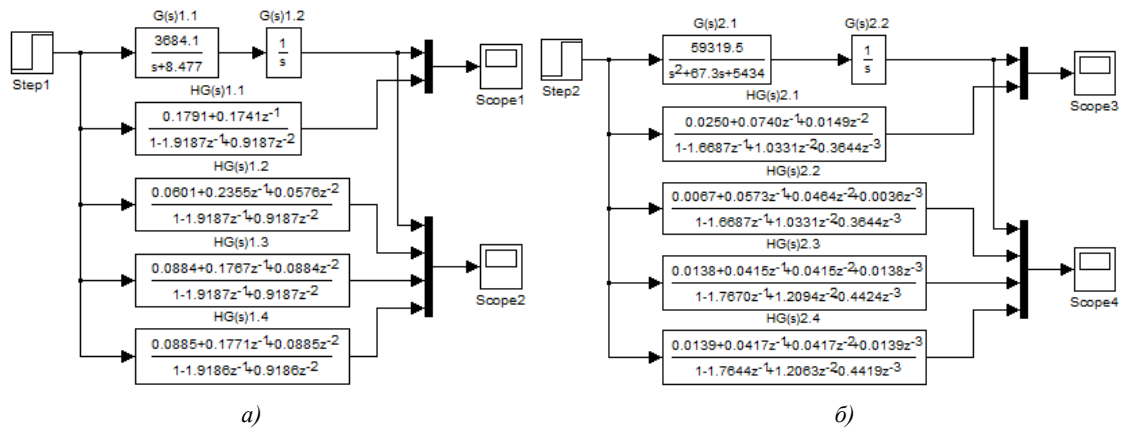 G(s)1.1
G(s)1.2
3684.1
s+8.477
1
s
Step1
Scope1
HG(s)1.1
0.1791+0.1741z-1
1-1.9187z-1+0.9187z-2
HG(s)1.2
0.0601+0.2355z-1+0.0576z-2
1-1.9187z-1+0.9187z-2
HG(s)1.3
0.0884+0.1767z-1+0.0884z-2
1-1.9187z-1+0.9187z-2
Scope2
HG(s)1.4
0.0885+0.1771z-1+0.0885z-2
1-1.9186z-1+0.9186z-2
а)
G(s)2.1
G(s)2.2
59319.5
s2+67.3s+5434
1
s
Step2
Scope3
HG(s)2.1
0.0250+0.0740z-1+0.0149z-2
1-1.6687z-1+1.0331z-20.3644z-3
HG(s)2.2
0.0067+0.0573z-1+0.0464z-2+0.0036z-3
1-1.6687z-1+1.0331z-20.3644z-3
HG(s)2.3
0.0138+0.0415z-1+0.0415z-2+0.0138z-3
1-1.7670z-1+1.2094z-20.4424z-3
Scope4
HG(s)2.4
0.0139+0.0417z-1+0.0417z-2+0.0139z-3
1-1.7644z-1+1.2063z-20.4419z-3
б)